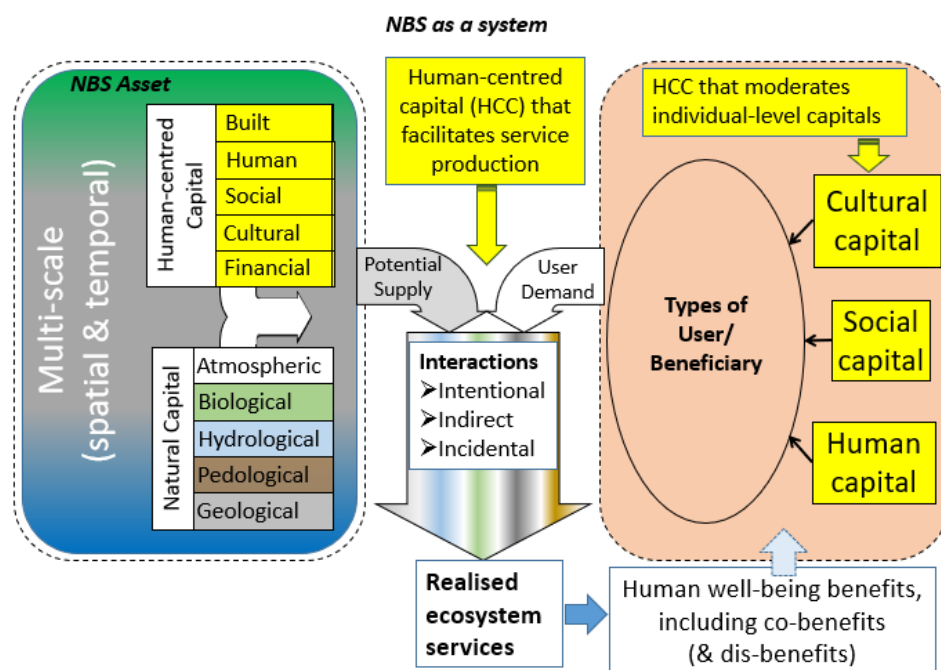 NBS as a system
NBS Asset
Multi-scale
(spatial & temporal)
Human-centred
Capital
Built
Human
Social
Cultural
Financial
Natural Capital
Atmospheric
Biological
Hydrological
Pedological
Geological
Human-centred
capital (HCC) that
facilitates service
production
Potential
Supply
User
Demand
Interactions
➢Intentional
➢Indirect
➢Incidental
Realised
ecosystem
services
HCC that moderates
individual-level capitals
Types of
User/
Beneficiary
Cultural
capital
Social
capital
Human
capital
Human well-being benefits,
including co-benefits
(& dis-benefits)